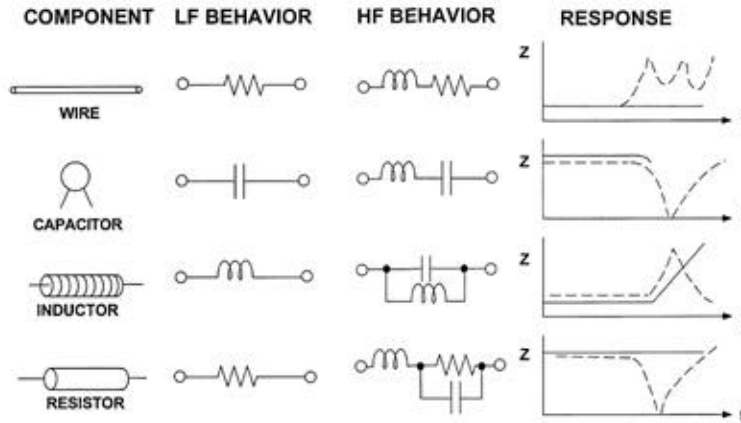 COMPONENT LF BEHAVIOR HF BEHAVIOR RESPONSE
Z
WIRE
Z
CAPACITOR
Z
INDUCTOR
Z
RESISTOR